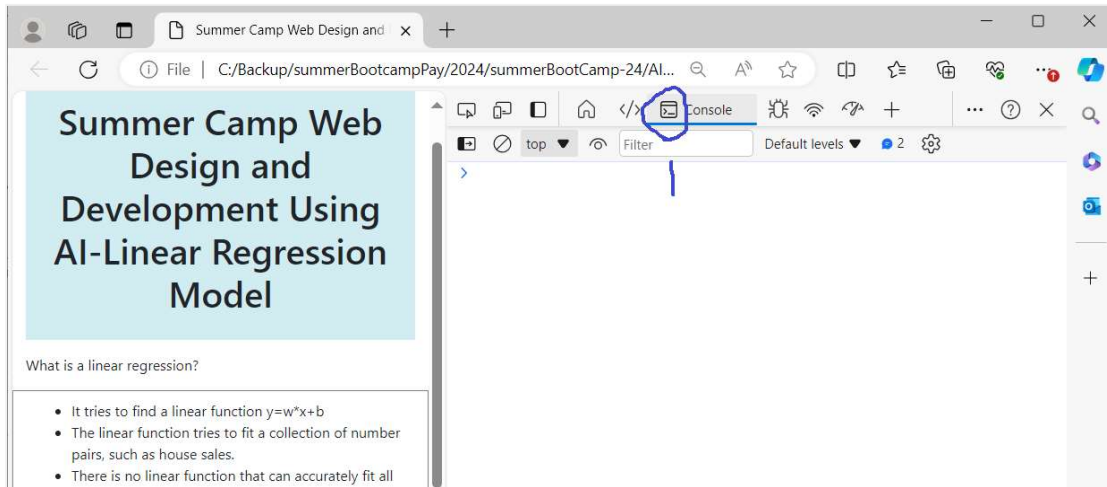 Summer Camp Web Design and
File | C:/Backup/summerBootcampPay/2024/summerBootCamp-24/AI...
Summer Camp Web
Design and
Development Using
AI-Linear Regression
Model
What is a linear regression?
It tries to find a linear function y=w*x+b
The linear function tries to fit a collection of number
pairs, such as house sales.
There is no linear function that can accurately fit all
Console
top
Filter
Default levels
2
1